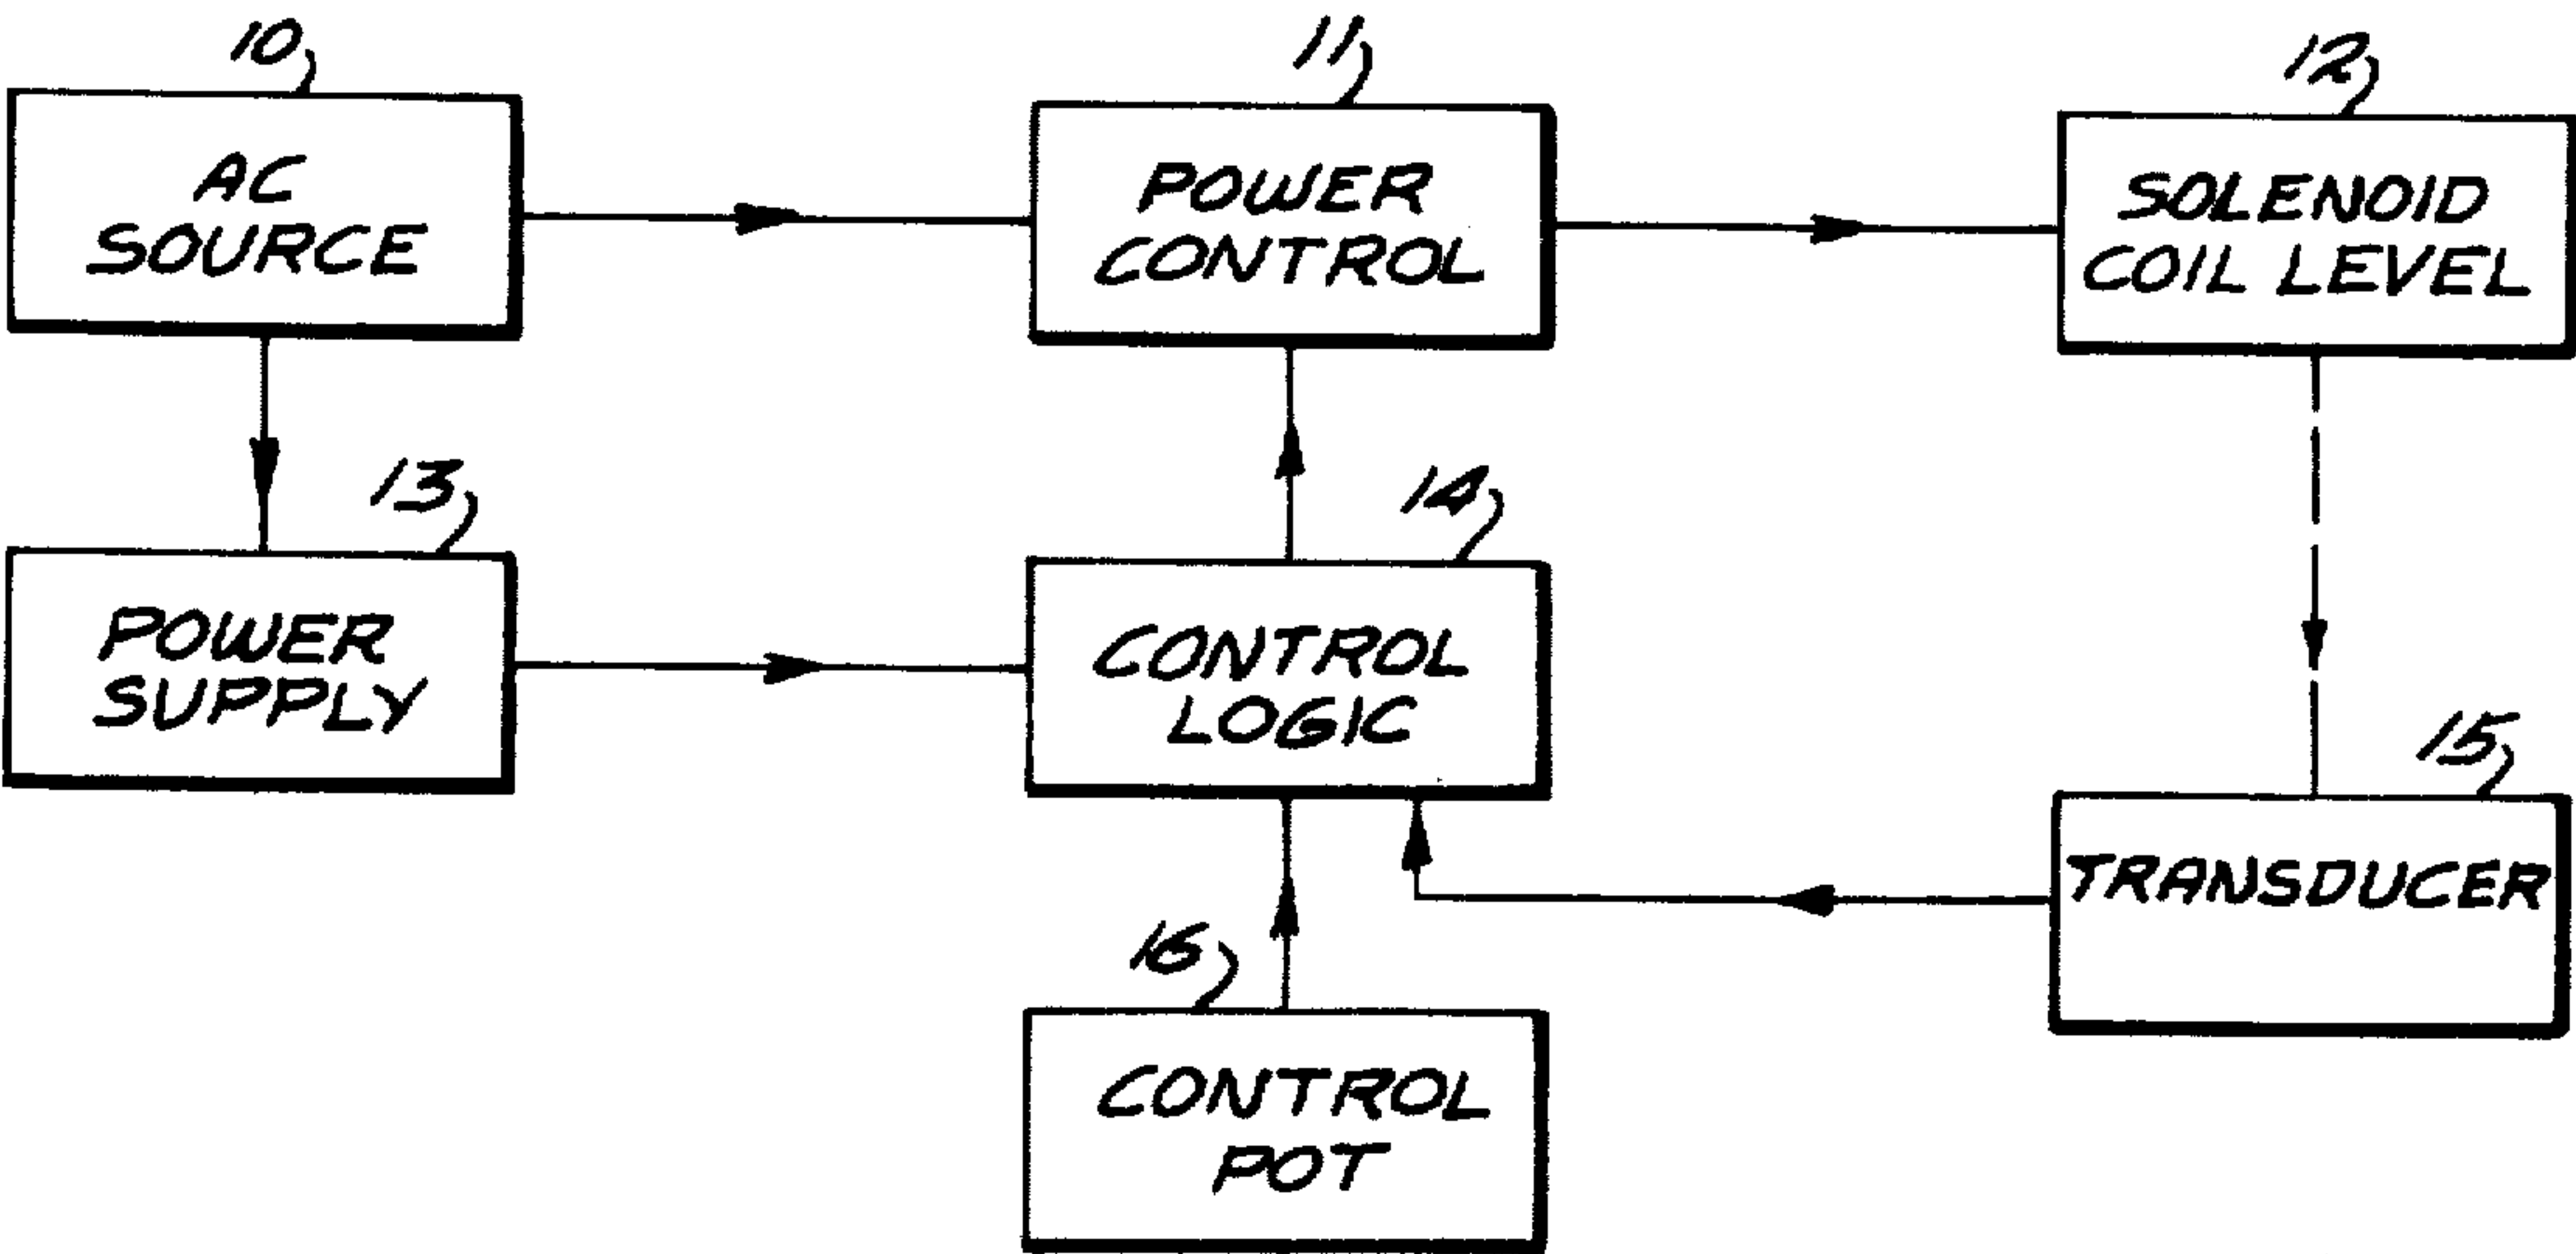 10
AC
SOURCE
11
POWER
CONTROL
12
SOLENOID
COIL LEVEL
13
POWER
SUPPLY
14
CONTROL
LOGIC
15
TRANSDUCER
16
CONTROL
POT